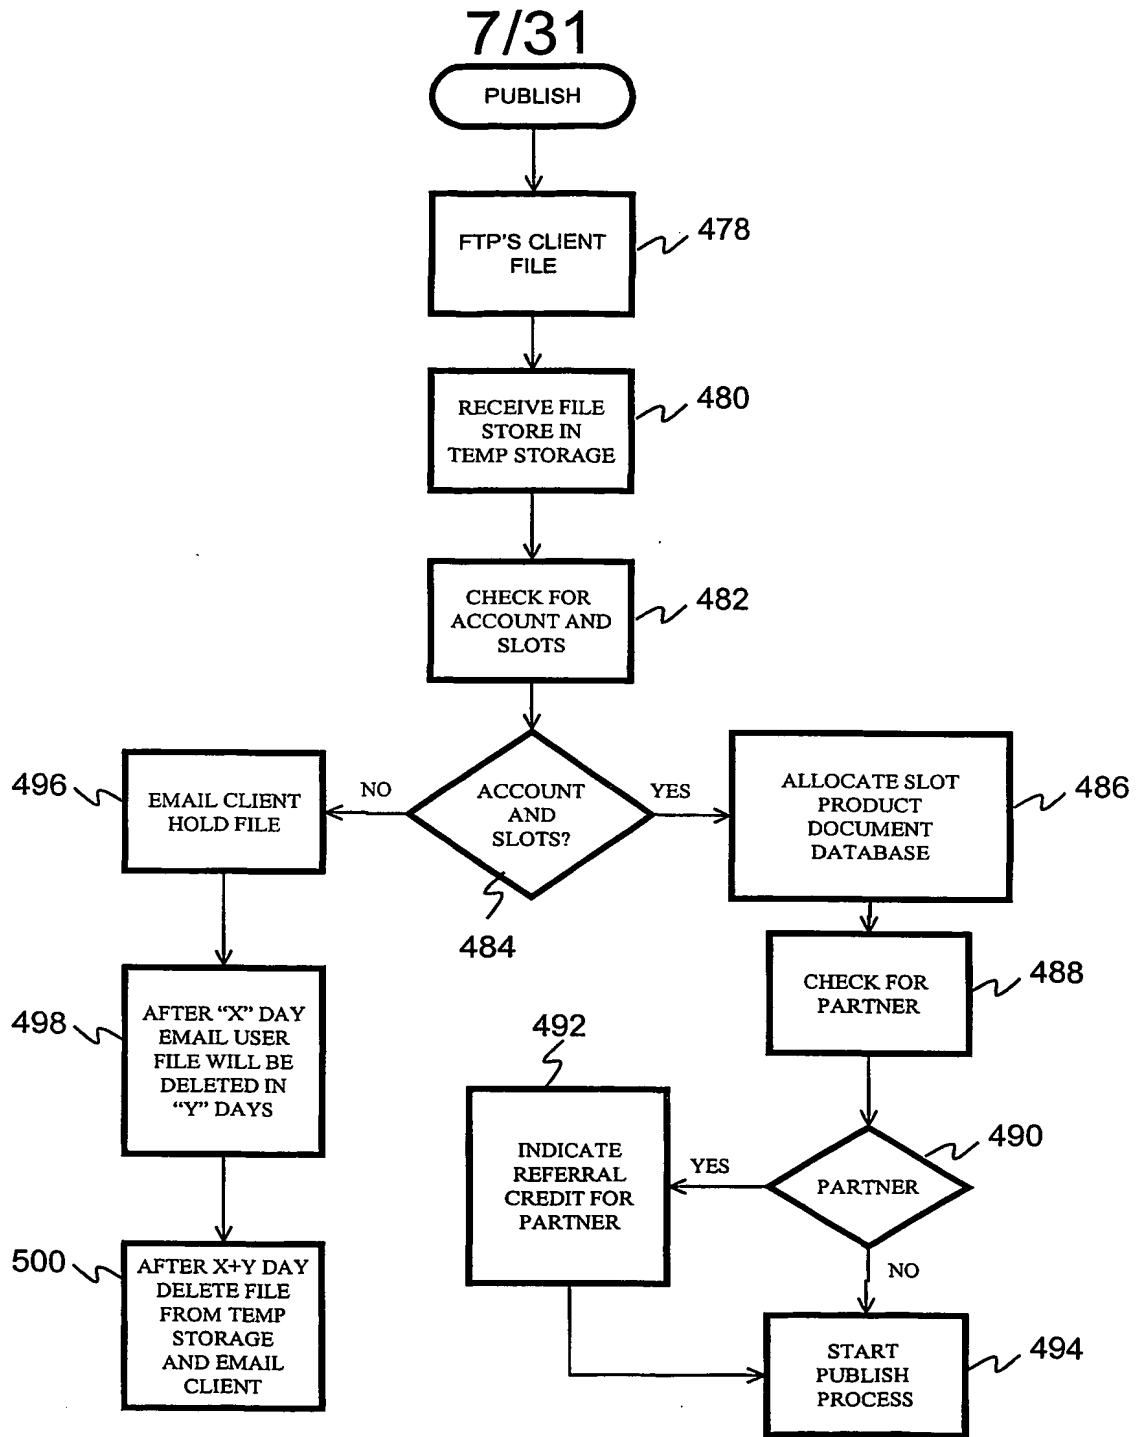 7/31
PUBLISH
FTP'S CLIENT
FILE
478
RECEIVE FILE
STORE IN
TEMP STORAGE
480
CHECK FOR
ACCOUNT AND
SLOTS
482
ACCOUNT
AND
SLOTS?
484
NO
YES
496
EMAIL CLIENT
HOLD FILE
498
AFTER “X” DAY
EMAIL USER
FILE WILL BE
DELETED IN
“Y” DAYS
500
AFTER X+Y DAY
DELETE FILE
FROM TEMP
STORAGE
AND EMAIL
CLIENT
ALLOCATE SLOT
PRODUCT
DOCUMENT
DATABASE
486
CHECK FOR
PARTNER
488
PARTNER
490
YES
NO
492
INDICATE
REFERRAL
CREDIT FOR
PARTNER
START
PUBLISH
PROCESS
494